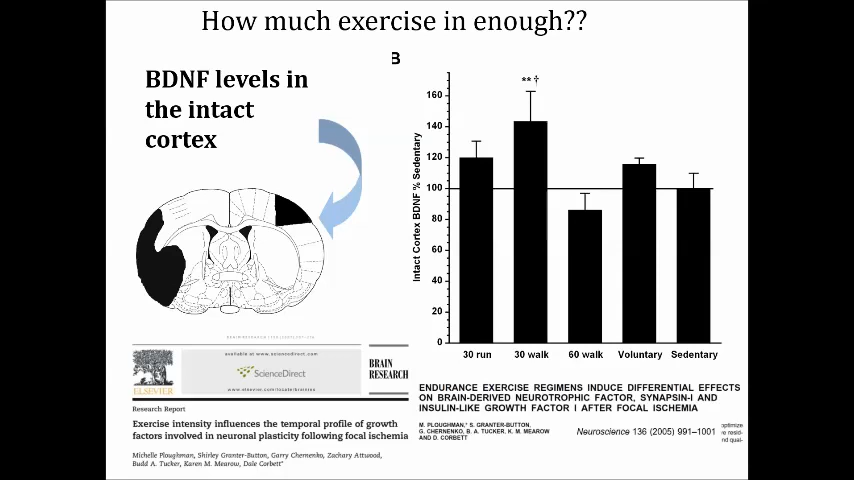 How much exercise in enough??
BDNF levels in
the intact
cortex
B
Intact Cortex BDNF % Sedentary
160
140
120
100
80
60
40
20
0
**†
30 run
30 walk
60 walk
Voluntary
Sedentary
available at www.sciencedirect.com
ScienceDirect
www.elsevier.com/locate/brainres
ELSEVIER
BRAIN
RESEARCH
Research Report
Exercise intensity influences the temporal profile of growth
factors involved in neuronal plasticity following focal ischemia
Michelle Ploughman, Shirley Granter-Button, Garry Chernenko, Zachary Attwood,
Budd A. Tucker, Karen M. Mearow, Dale Corbett*
ENDURANCE EXERCISE REGIMENS INDUCE DIFFERENTIAL EFFECTS
ON BRAIN-DERIVED NEUROTROPHIC FACTOR, SYNAPSIN-I AND
INSULIN-LIKE GROWTH FACTOR I AFTER FOCAL ISCHEMIA
M. PLOUGHMAN,* S. GRANTER-BUTTON,
G. CHERNENKO, B. A. TUCKER, K. M. MEAROW
AND D. CORBETT
Neuroscience 136 (2005) 991–1001